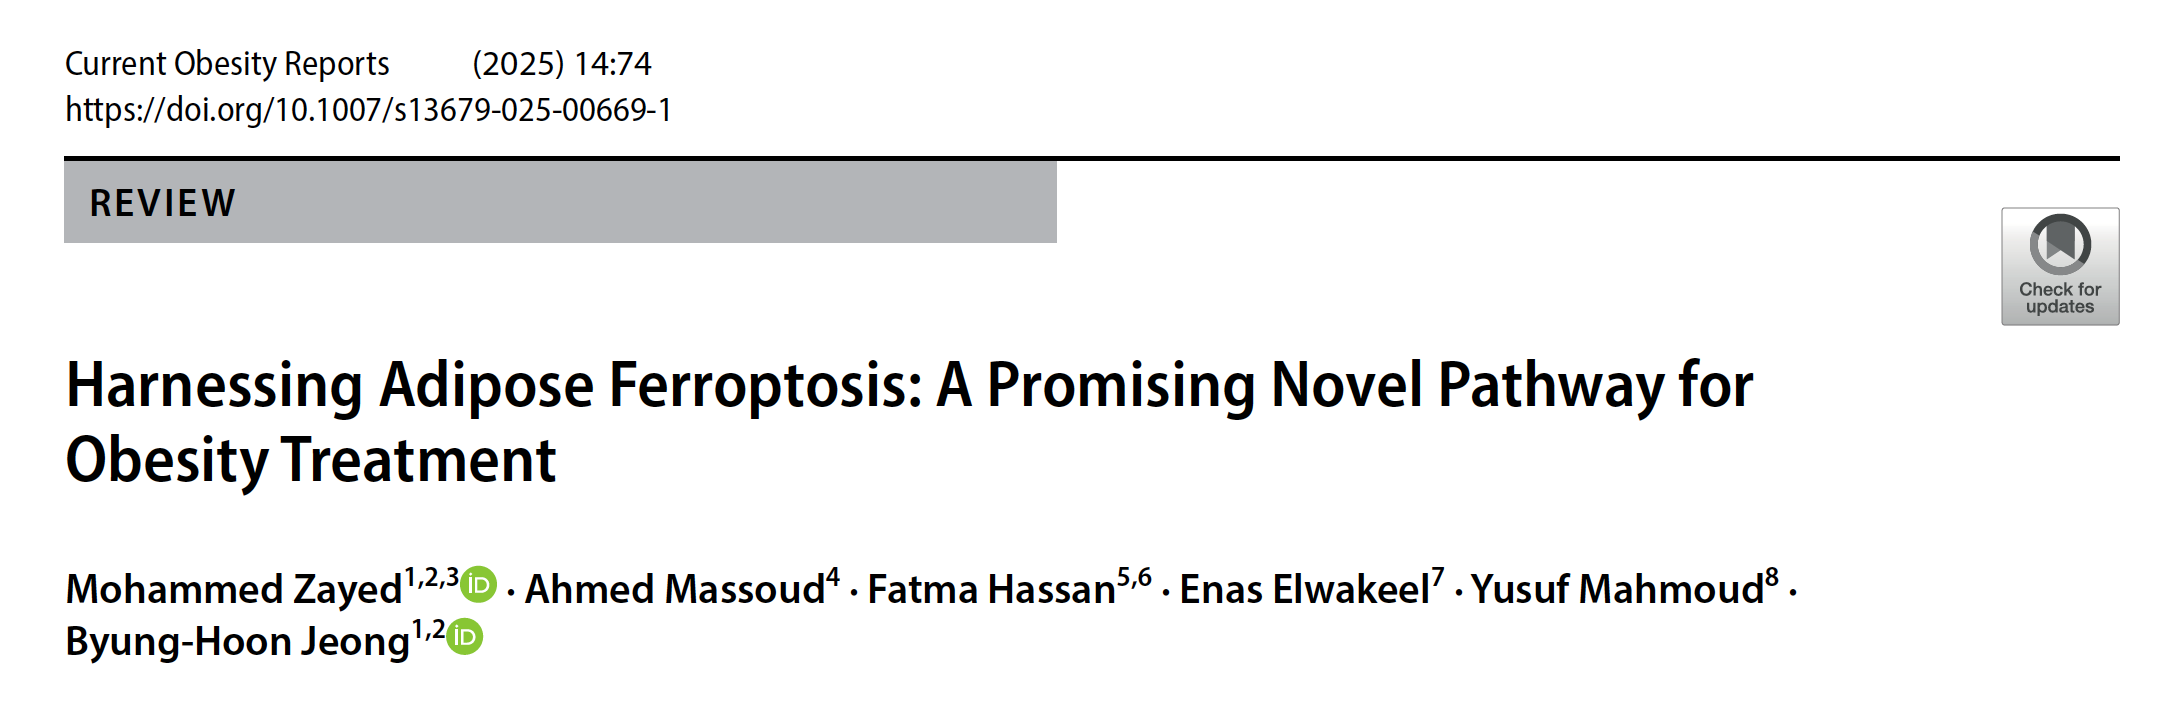 Current Obesity Reports (2025) 14:74
https://doi.org/10.1007/s13679-025-00669-1
REVIEW
Check for
updates
Harnessing Adipose Ferroptosis: A Promising Novel Pathway for
Obesity Treatment
Mohammed Zayed1,2,3 iD · Ahmed Massoud4 · Fatma Hassan5,6 · Enas Elwakeel7 · Yusuf Mahmoud8 ·
Byung-Hoon Jeong1,2 iD